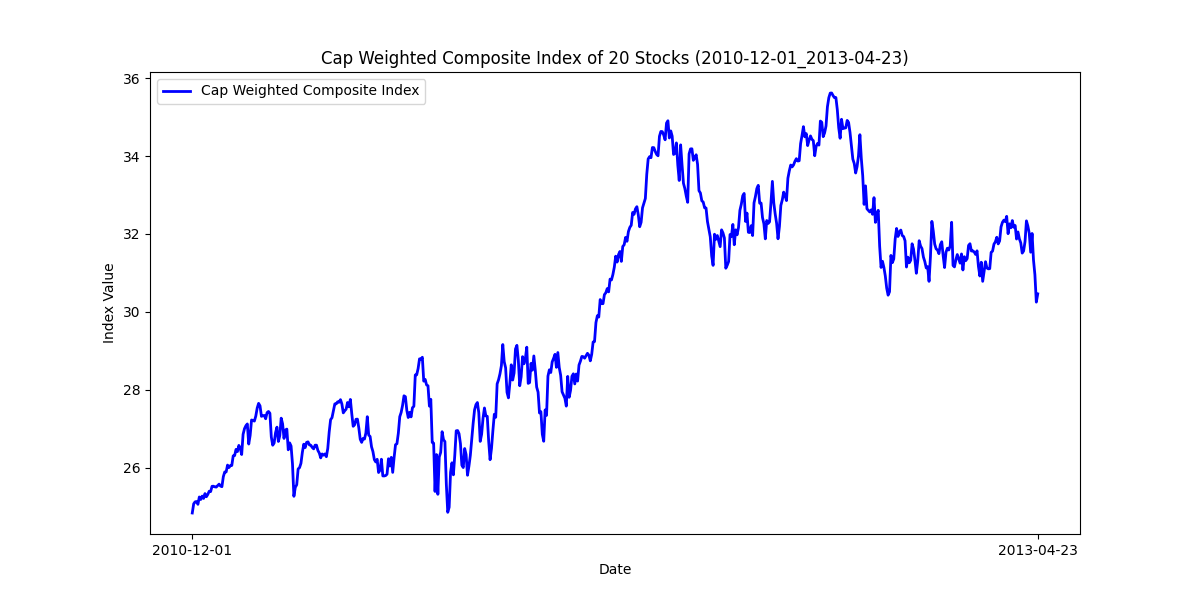 Cap Weighted Composite Index of 20 Stocks (2010-12-01_2013-04-23)
Cap Weighted Composite Index
36
34
32
30
28
26
Index Value
2010-12-01
2013-04-23
Date